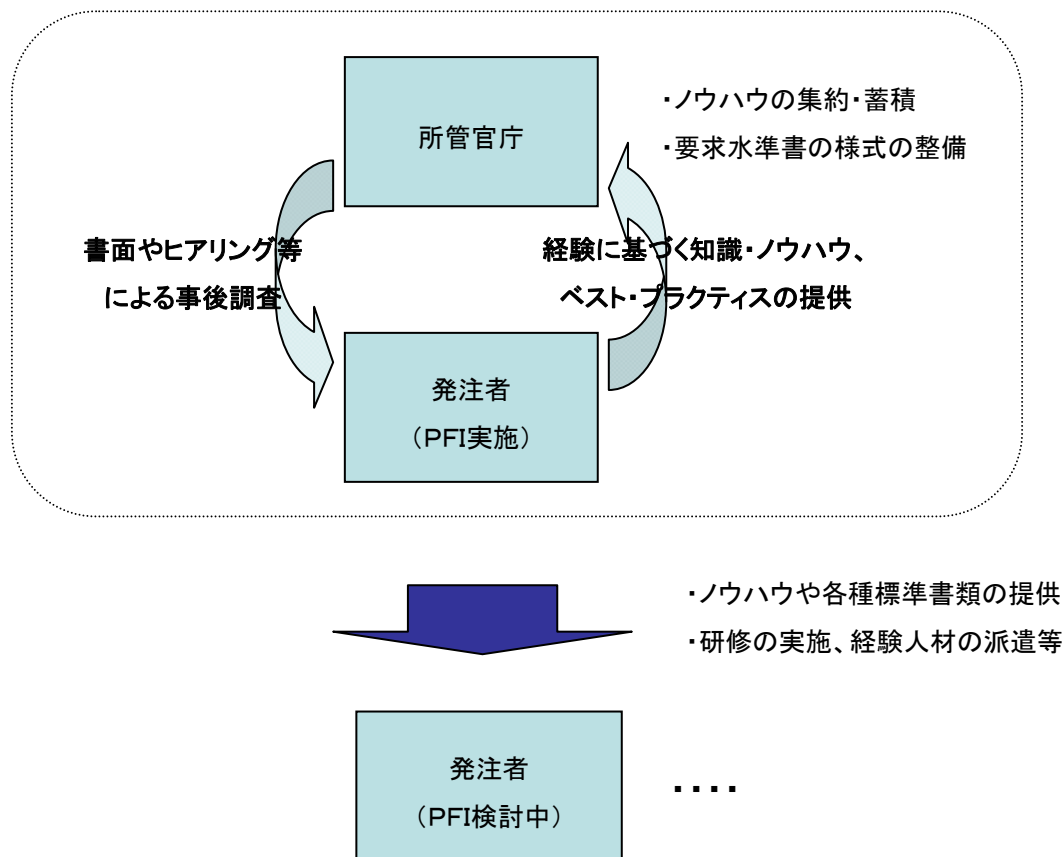 所管官庁
・ノウハウの集約・蓄積
・要求水準書の様式の整備
書面やヒアリング等
による事後調査
経験に基づく知識・ノウハウ、
ベスト・プラクティスの提供
発注者
（PFI実施）
・ノウハウや各種標準書類の提供
・研修の実施、経験人材の派遣等
発注者
（PFI検討中）
・・・・